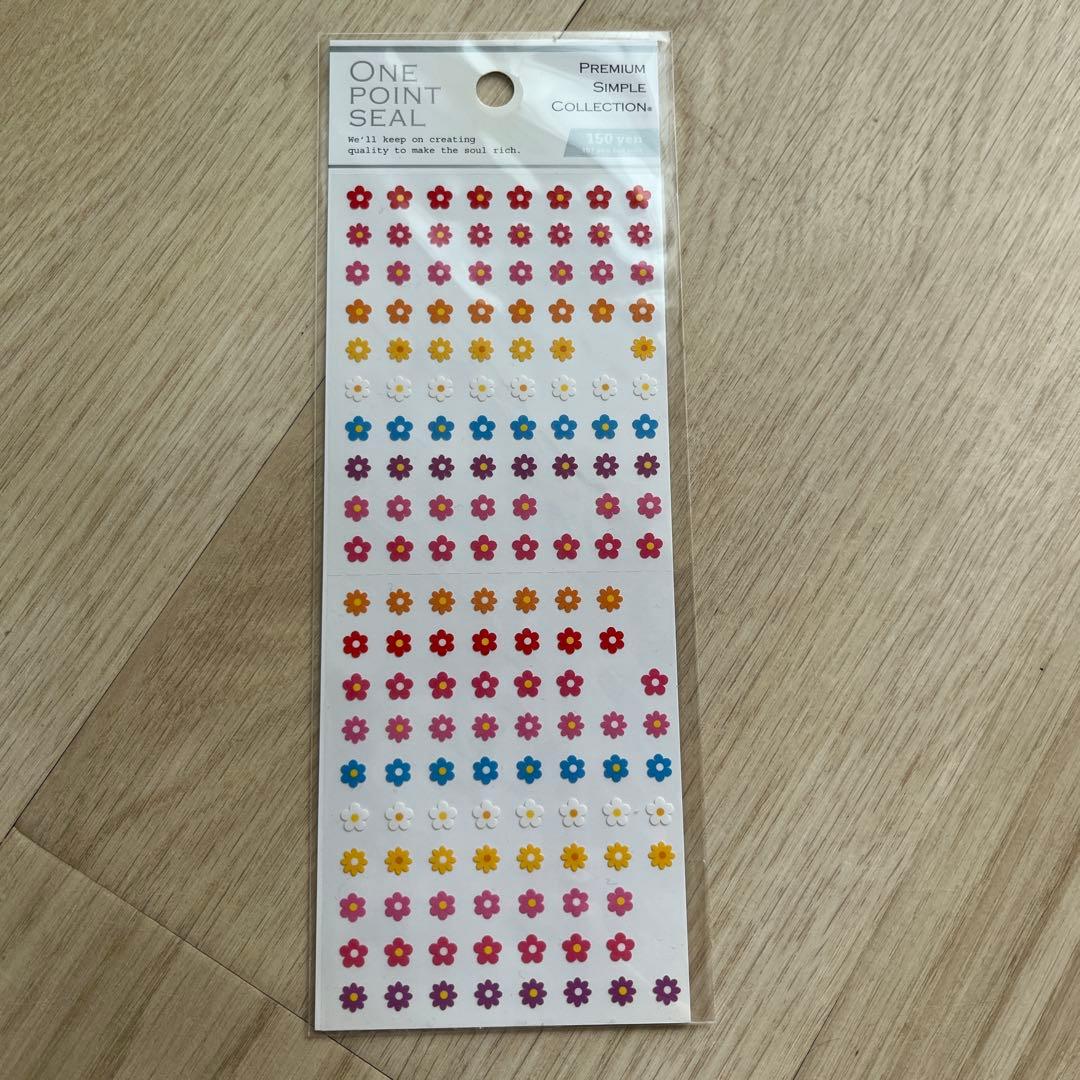 ONE
POINT
SEAL
We'll keep on creating
quality to make the soul rich.
PREMIUM
SIMPLE
COLLECTION®
150 yen